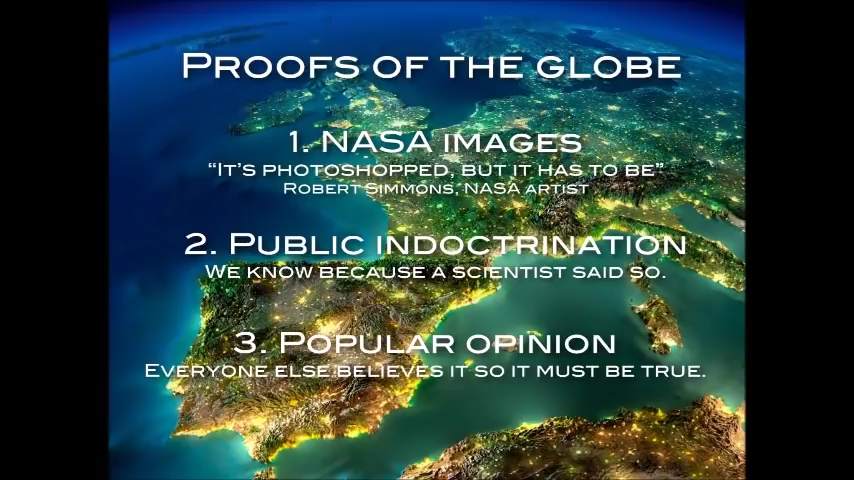 PROOFS OF THE GLOBE
1. NASA IMAGES
“IT'S PHOTOSHOPPED, BUT IT HAS TO BE”
ROBERT SIMMONS, NASA ARTIST
2. PUBLIC INDOCTRINATION
WE KNOW BECAUSE A SCIENTIST SAID SO.
3. POPULAR OPINION
EVERYONE ELSE BELIEVES IT SO IT MUST BE TRUE.